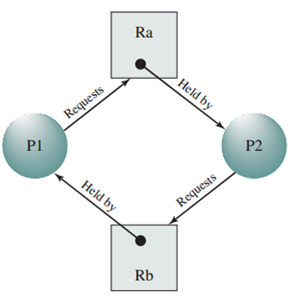 Ra
Requests
Held by
P1
P2
Held by
Requests
Rb